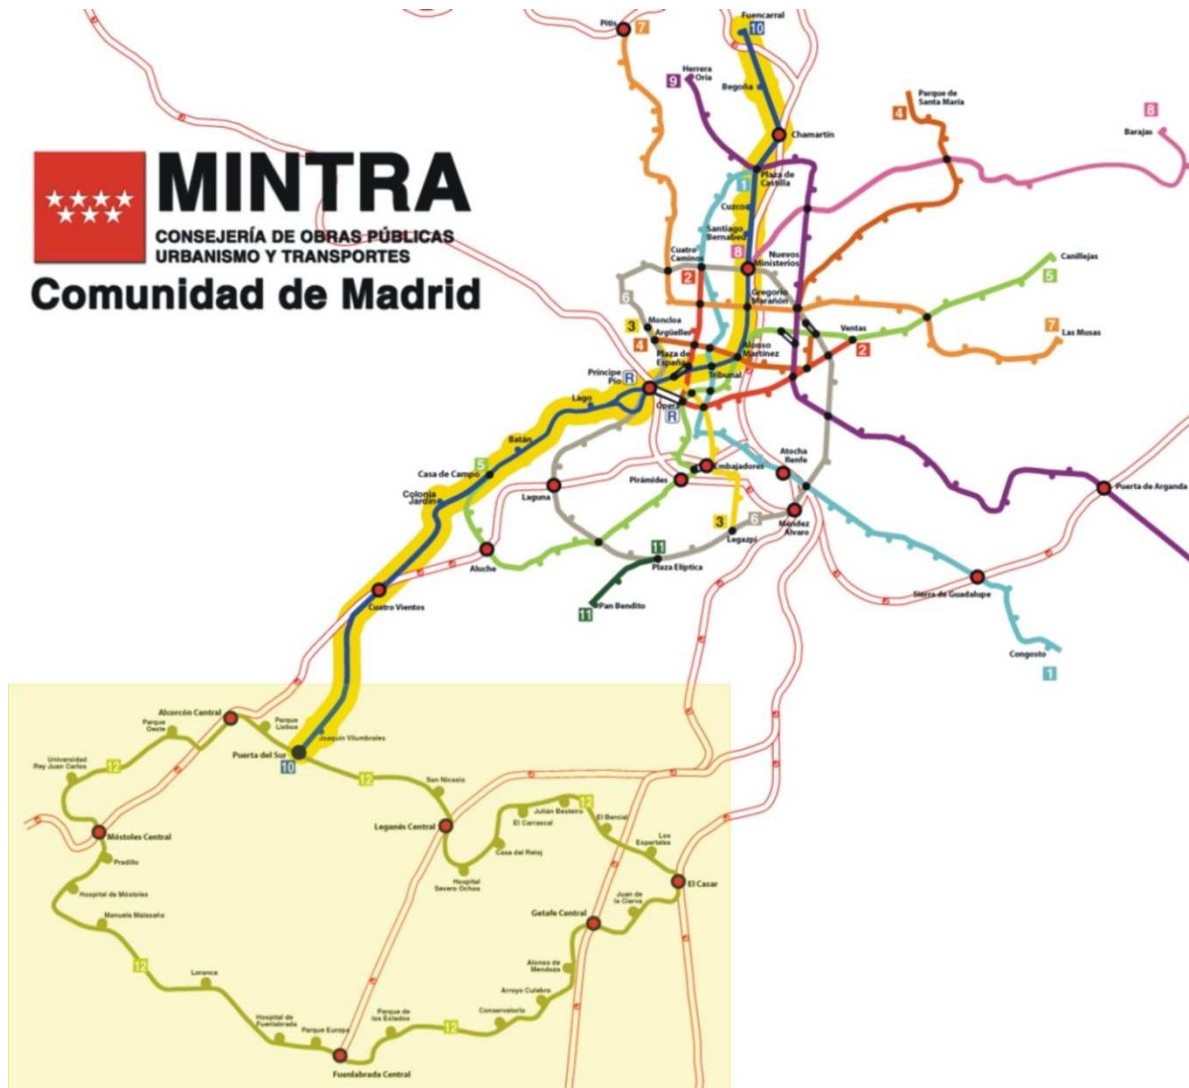 MINTRA
CONSEJERÍA DE OBRAS PÚBLICAS
URBANISMO Y TRANSPORTES
Comunidad de Madrid
Pitis
7
Fuencarral
10
Herrera
Oria
9
Begoña
Chamartín
Parque de
Santa María
4
8
Barajas
Plaza de
Castilla
1
Cuzco
Santiago
Bernabeu
8
Cuatro
Caminos
2
Nuevos
Ministerios
Canillejas
5
6
Gregorio
Marañón
3
Moncloa
4
Argüelles
Ventas
2
7
Las Musas
Plaza de
España
Alonso
Martínez
Tribunal
Príncipe
Pío
R
Ópera
R
Lago
Batán
5
Casa de Campo
Colonia
Jardín
Laguna
Pirámides
Embajadores
Atocha
Renfe
Puerta de Arganda
3
6
Legazpi
Méndez
Álvaro
Aluche
11
Plaza Elíptica
Cuatro Vientos
11
Pan Bendito
Sierra de Guadalupe
Congosto
1
Alcorcón Central
Parque
Oeste
Parque
Lisboa
Joaquín Vilumbrales
Puerta del Sur
10
Universidad
Rey Juan Carlos
12
12
San Nicasio
Móstoles Central
Leganés Central
Julián Besteiro
12
El Carrascal
El Bercial
Casa del Reloj
Los
Espartales
Pradillo
Hospital
Severo Ochoa
El Casar
Hospital de Móstoles
Juan de
la Cierva
Manuela Malasaña
Getafe Central
12
Loranca
Alonso de
Mendoza
Arroyo Culebro
Conservatorio
Hospital de
Fuenlabrada
Parque Europa
Parque de
los Estados
12
Fuenlabrada Central